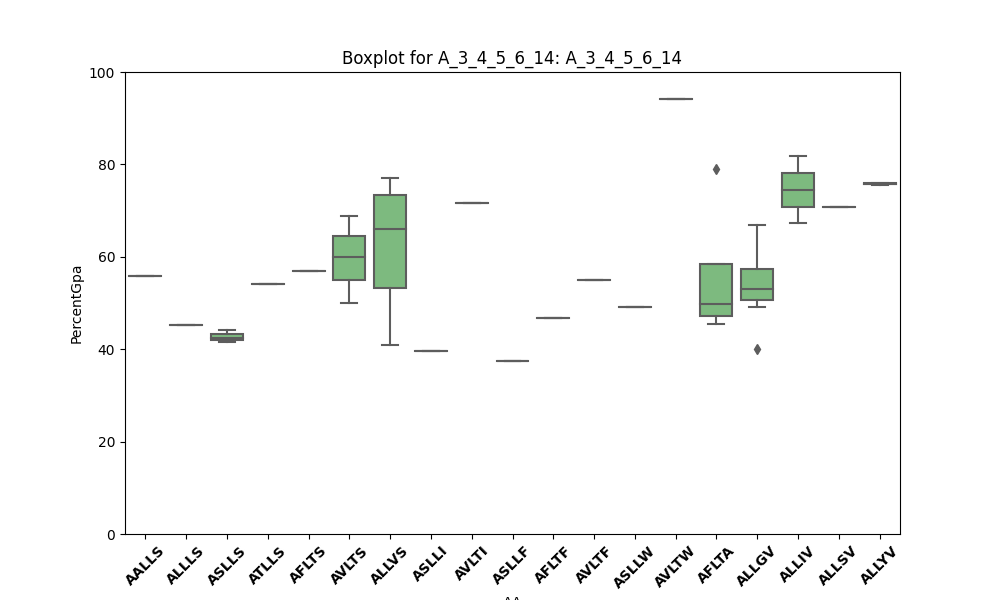 Boxplot for A_3_4_5_6_14: A_3_4_5_6_14
100
80
60
40
20
0
PercentGpa
AALLS
ALLLS
ASLLS
ATLLS
AFLTS
AVLTS
ALLVS
ASLLI
AVLTI
ASLLF
AFLTF
AVLTF
ASLLW
AVLTW
AFLTA
ALLGV
ALLIV
ALLSV
ALLYV